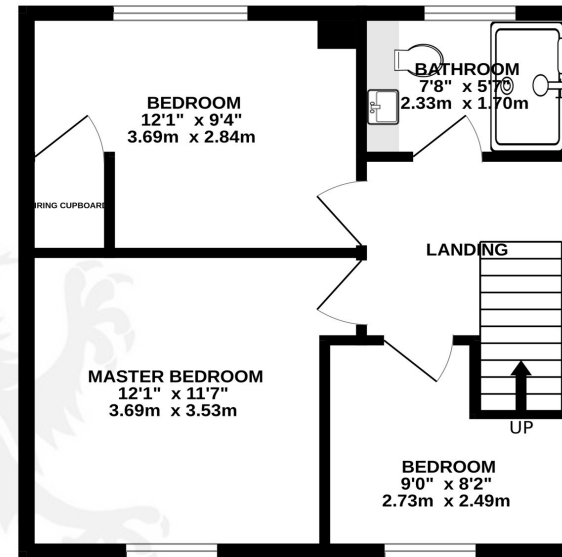 BATHROOM
7'8" x 5'7"
2.33m x 1.70m
BEDROOM
12'1" x 9'4"
3.69m x 2.84m
IRING CUPBOARD
LANDING
MASTER BEDROOM
12'1" x 11'7"
3.69m x 3.53m
UP
BEDROOM
9'0" x 8'2"
2.73m x 2.49m